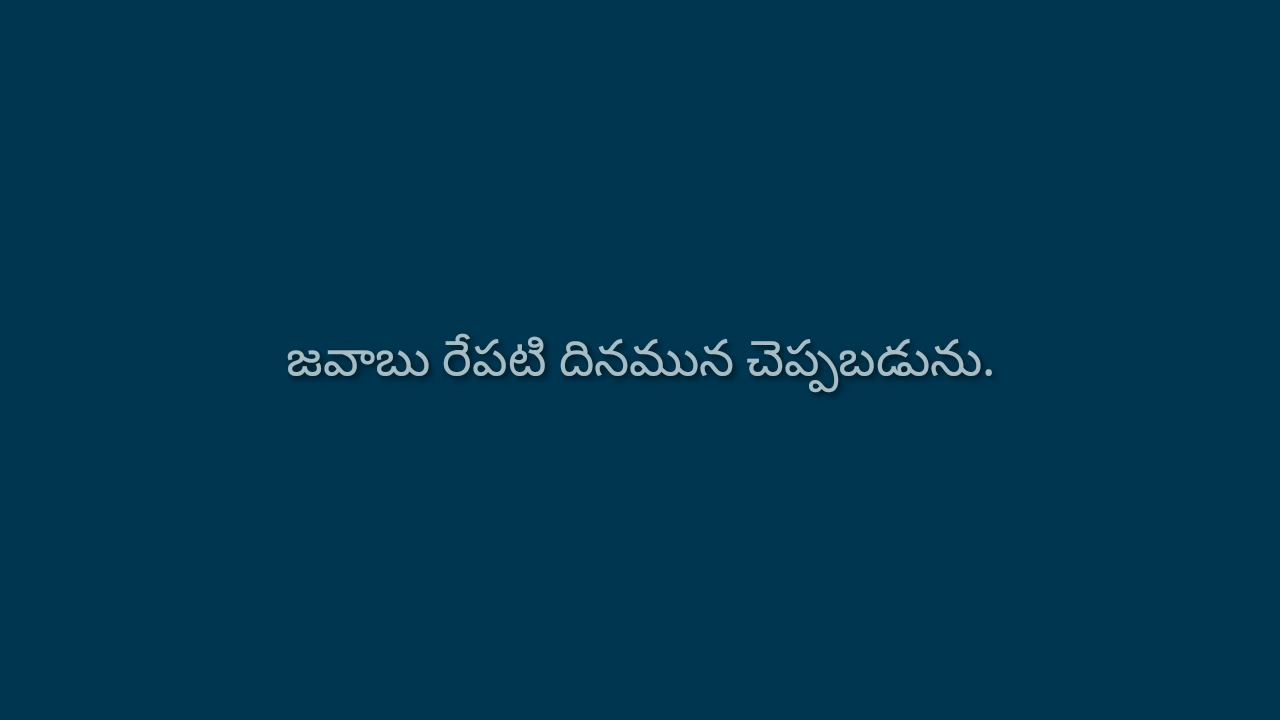 జవాబు రేపటి దినమున చెప్పబడును.